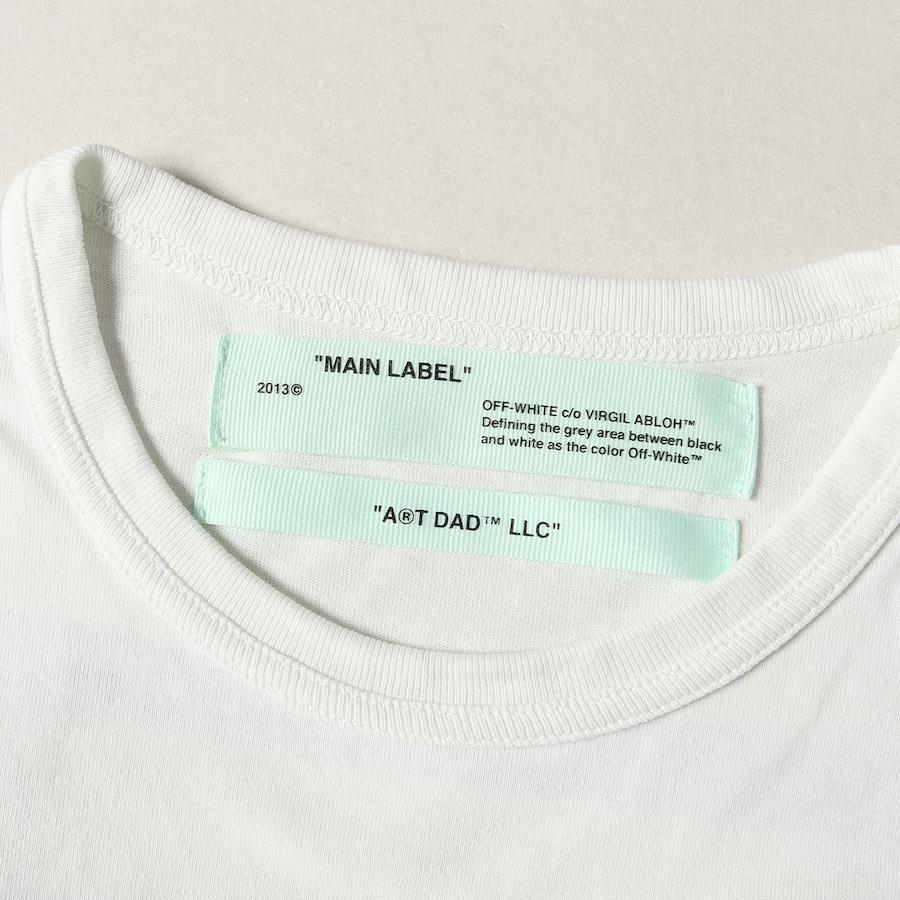 "MAIN LABEL"
2013©
OFF-WHITE c/o VIRGIL ABLOH™
Defining the grey area between black
and white as the color Off-White™
"A®T DAD™ LLC"